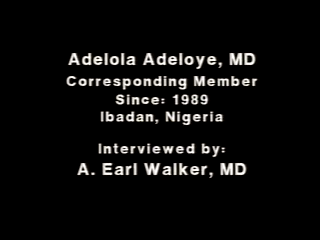 Adelola Adeloye, MD
Corresponding Member
Since: 1989
Ibadan, Nigeria
Interviewed by:
A. Earl Walker, MD